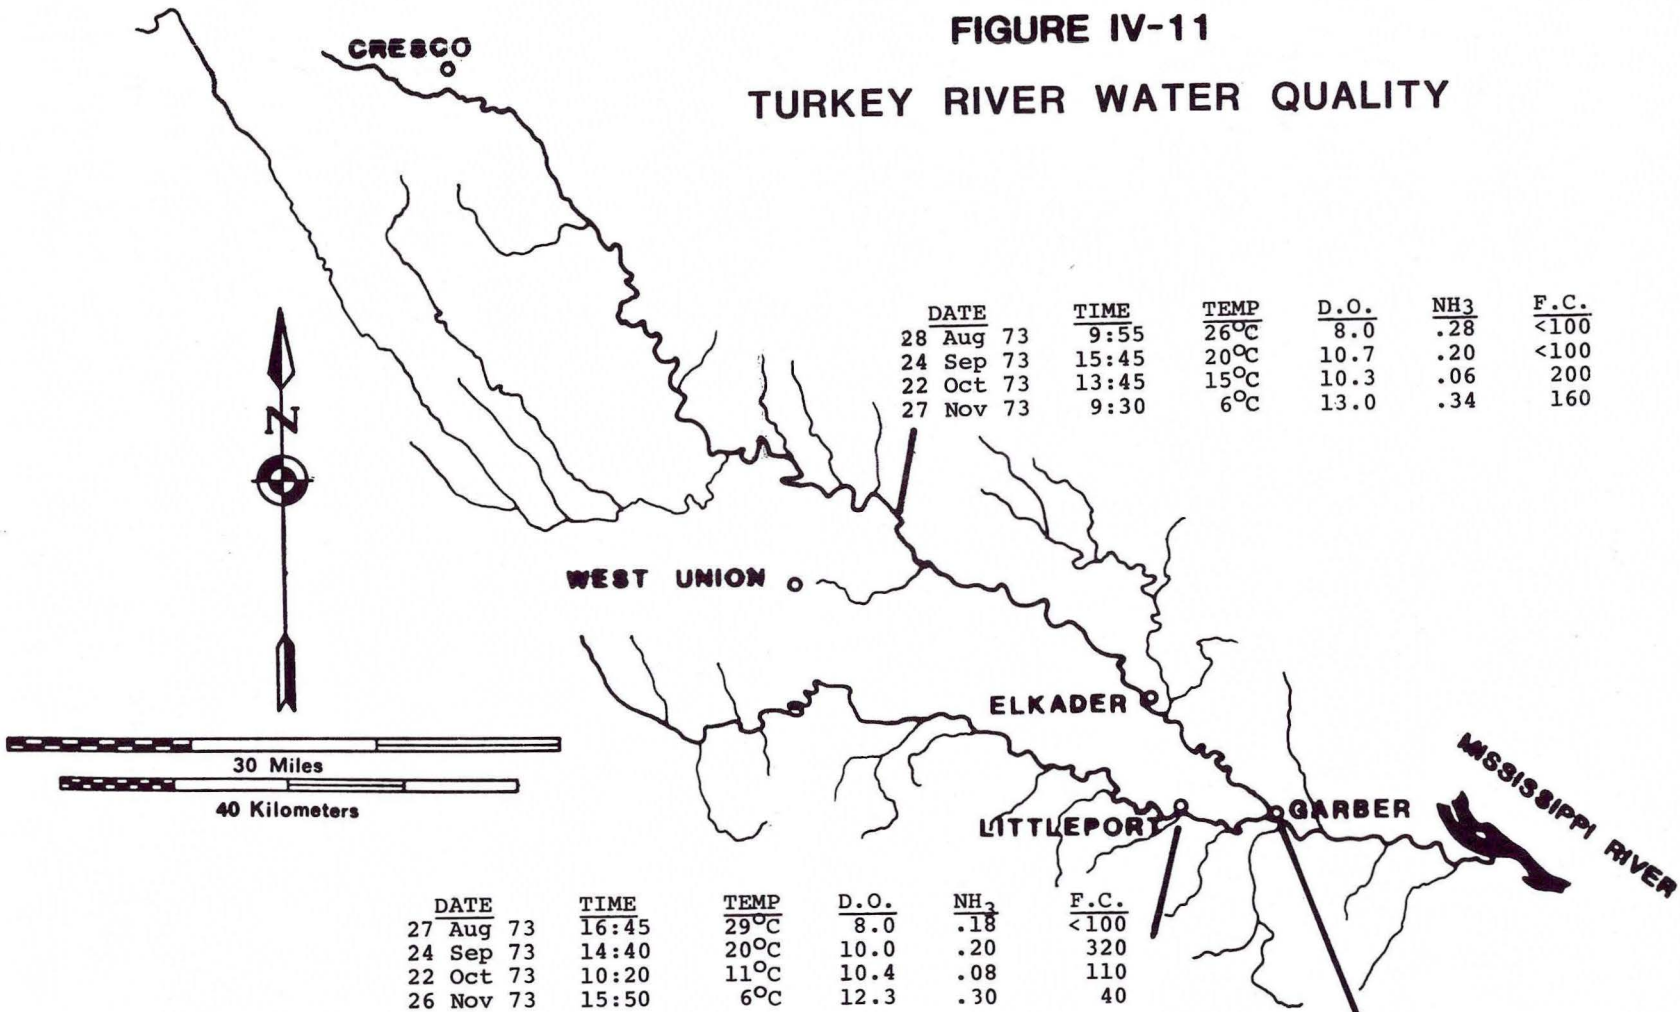 FIGURE IV-11
TURKEY RIVER WATER QUALITY
CRESCO
DATE TIME TEMP D.O. NH3 F.C.
28 Aug 73 9:55 26°C 8.0 .28 <100
24 Sep 73 15:45 20°C 10.7 .20 <100
22 Oct 73 13:45 15°C 10.3 .06 200
27 Nov 73 9:30 6°C 13.0 .34 160
N
WEST UNION
ELKADER
30 Miles
40 Kilometers
LITTLEPORT
GARBER
MISSISSIPPI RIVER
DATE TIME TEMP D.O. NH3 F.C.
27 Aug 73 16:45 29°C 8.0 .18 <100
24 Sep 73 14:40 20°C 10.0 .20 320
22 Oct 73 10:20 11°C 10.4 .08 110
26 Nov 73 15:50 6°C 12.3 .30 40